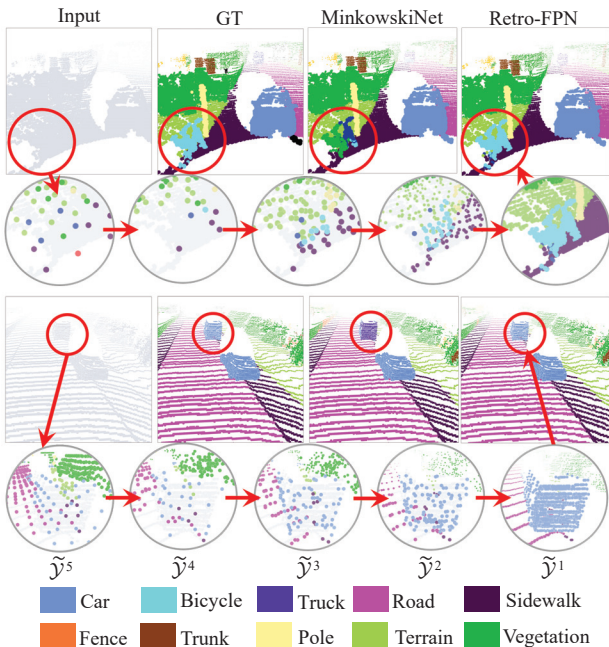 Input GT MinkowskiNet Retro-FPN
ỹ⁵ ỹ⁴ ỹ³ ỹ² ỹ¹
Car Bicycle Truck Road Sidewalk
Fence Trunk Pole Terrain Vegetation